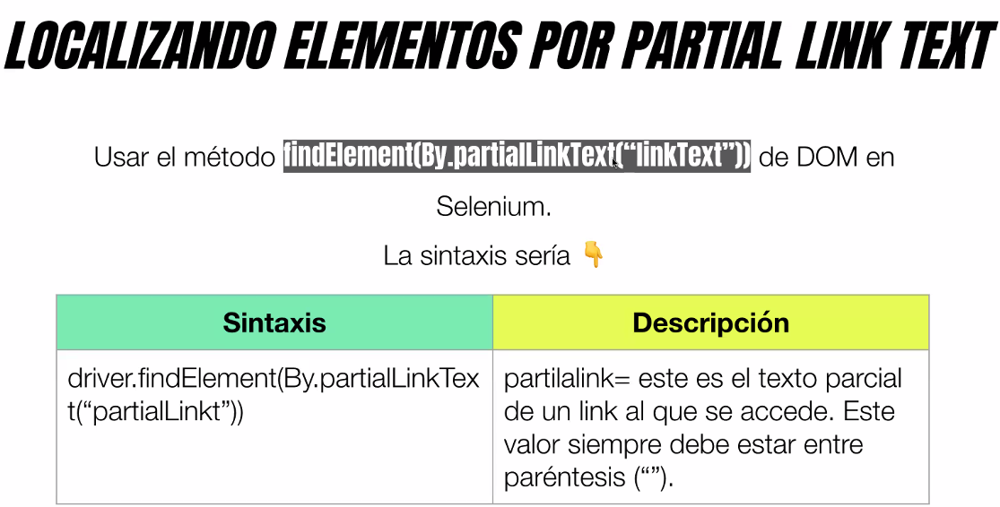 LOCALIZANDO ELEMENTOS POR PARTIAL LINK TEXT
Usar el método findElement(By.partialLinkText(“linkText”)) de DOM en
Selenium.
La sintaxis sería 👇
Sintaxis
Descripción
driver.findElement(By.partialLinkTex
t(“partialLinkt”))
partilalink= este es el texto parcial
de un link al que se accede. Este
valor siempre debe estar entre
paréntesis (“”).